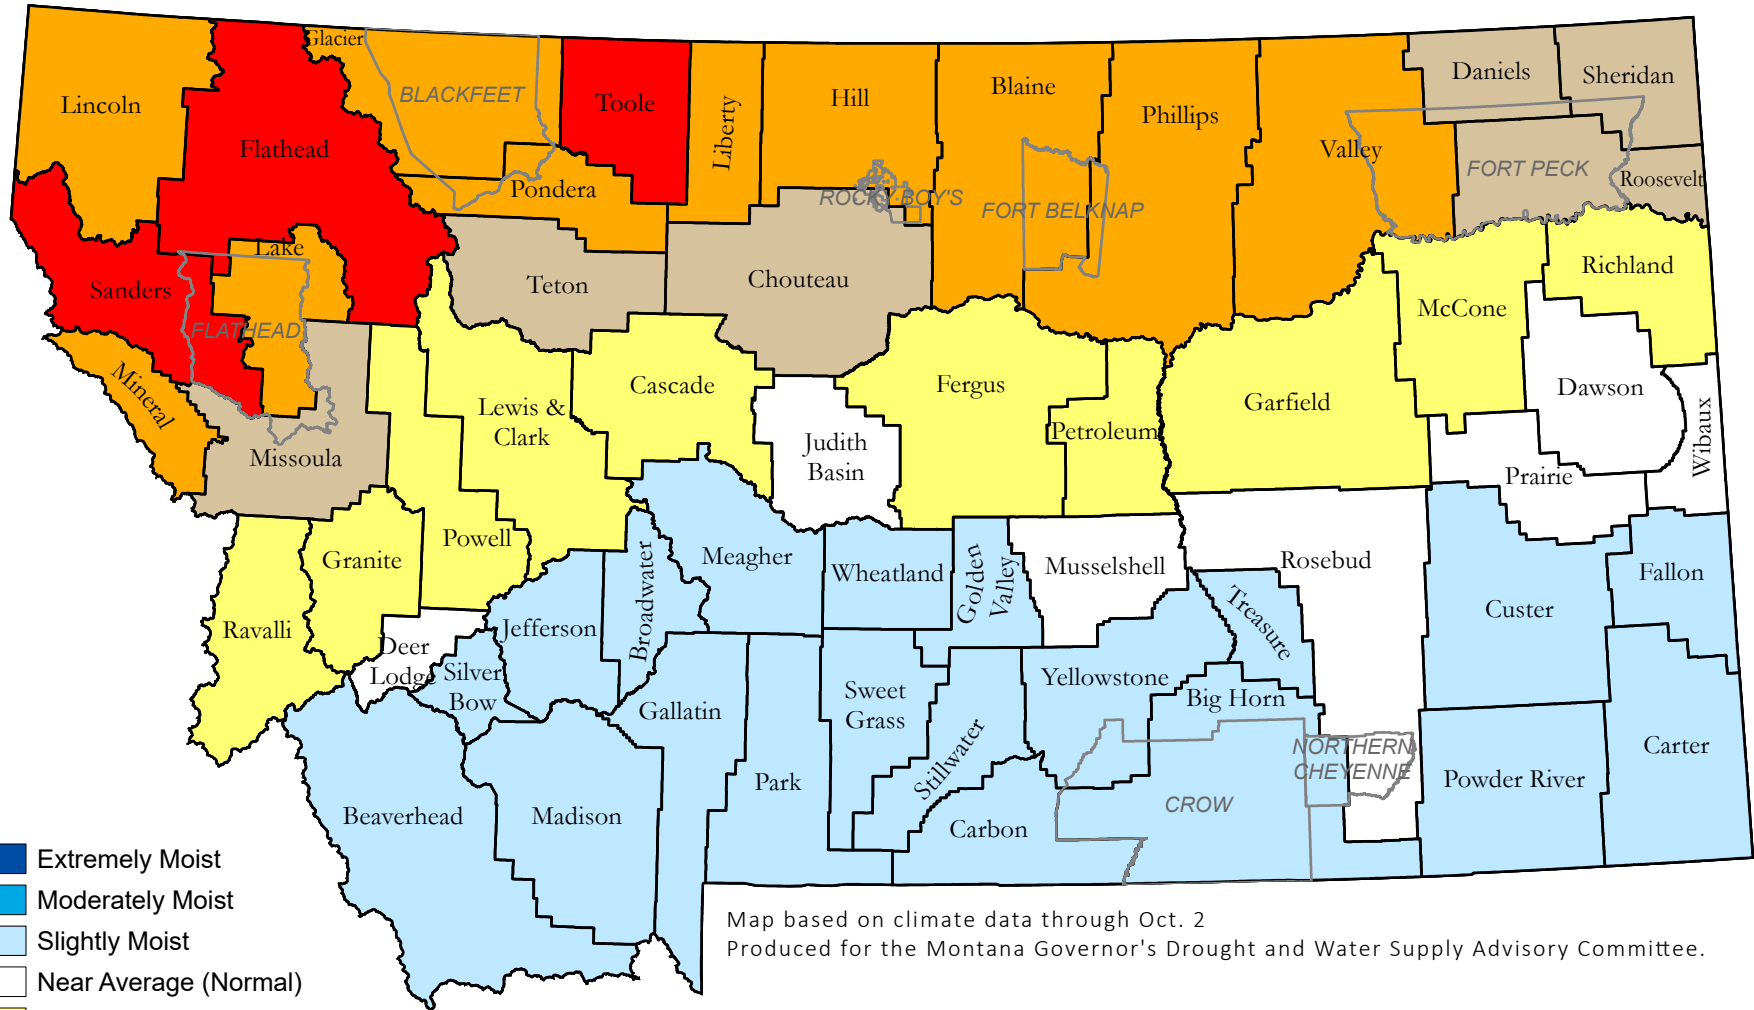 Glacier
Lincoln
BLACKFEET
Toole
Liberty
Hill
Blaine
Phillips
Daniels
Sheridan
Flathead
Valley
FORT PECK
Roosevelt
Pondera
ROCKY BOY'S
FORT BELKNAP
Lake
Sanders
Teton
Chouteau
Richland
McCone
FLATHEAD
Mineral
Cascade
Fergus
Garfield
Dawson
Wibaux
Lewis &
Clark
Petroleum
Judith
Basin
Missoula
Prairie
Powell
Granite
Meagher
Wheatland
Golden
Valley
Musselshell
Rosebud
Fallon
Custer
Treasure
Broadwater
Ravalli
Jefferson
Deer
Lodge
Silver
Bow
Gallatin
Sweet
Grass
Yellowstone
Big Horn
Stillwater
NORTHERN
CHEYENNE
Carter
Park
Powder River
CROW
Beaverhead
Madison
Carbon
Extremely Moist
Moderately Moist
Slightly Moist
Near Average (Normal)
Map based on climate data through Oct. 2
Produced for the Montana Governor's Drought and Water Supply Advisory Committee.